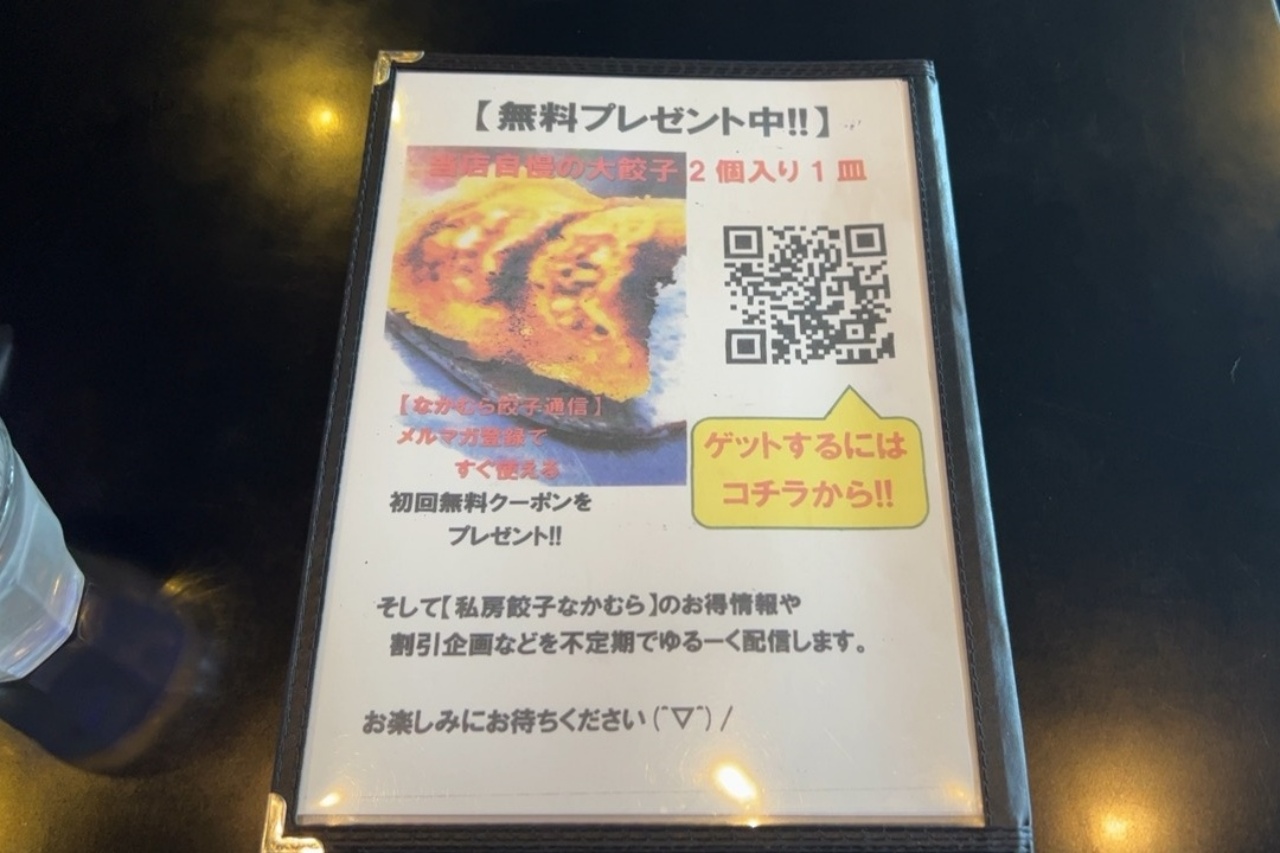 【無料プレゼント中!!】
当店自慢の大餃子２個入り１皿
【なかむら餃子通信】
メルマガ登録で
すぐ使える
初回無料クーポンを
プレゼント!!
ゲットするには
コチラから!!
そして【私房餃子なかむら】のお得情報や
割引企画などを不定期でゆるーく配信します。
お楽しみにお待ちください(^▽^)/